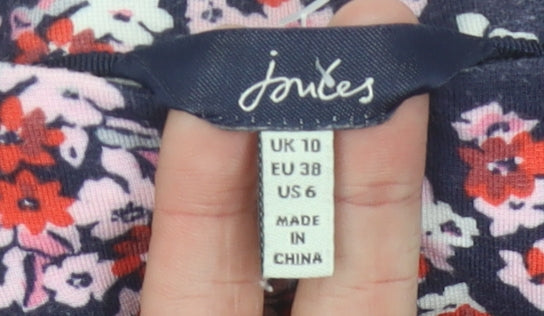 Joules
UK 10
EU 38
US 6
MADE
IN
CHINA